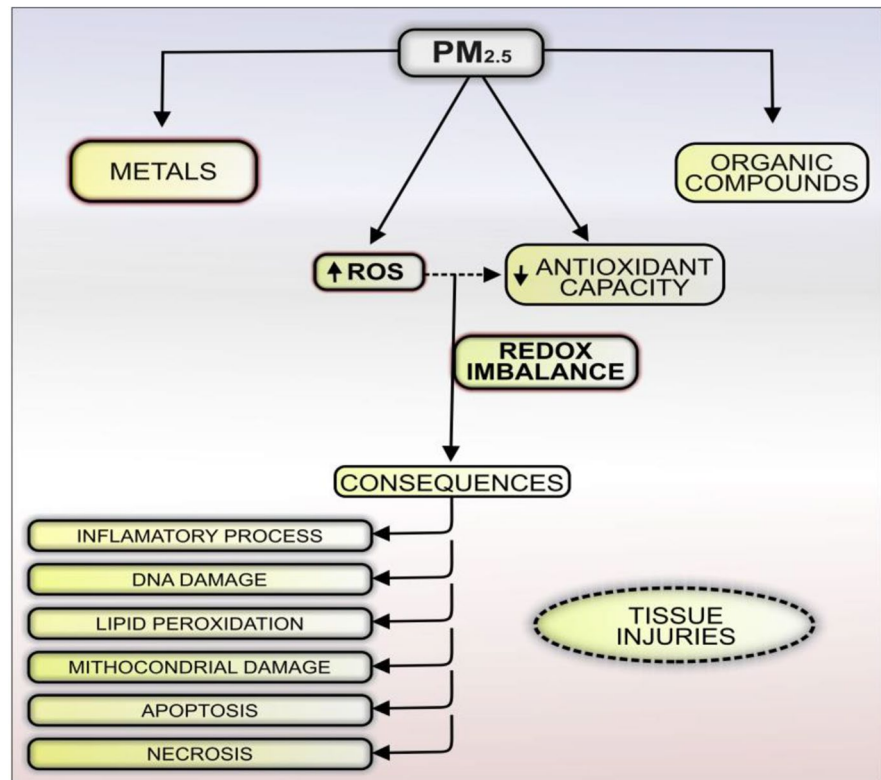 PM2.5
METALS
ORGANIC
COMPOUNDS
ROS
ANTIOXIDANT
CAPACITY
REDOX
IMBALANCE
CONSEQUENCES
INFLAMATORY PROCESS
DNA DAMAGE
LIPID PEROXIDATION
MITHOCONDRIAL DAMAGE
APOPTOSIS
NECROSIS
TISSUE
INJURIES